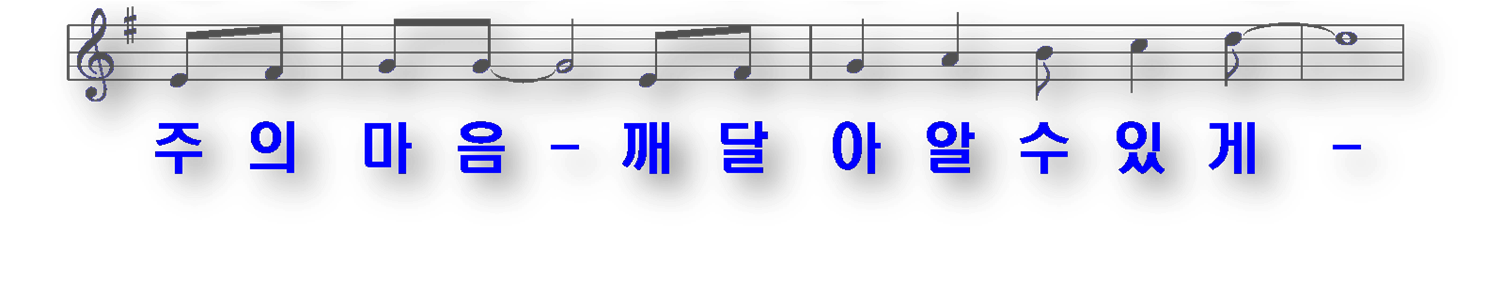 주 의 마 음 - 깨 달 아 알 수 있 게 -